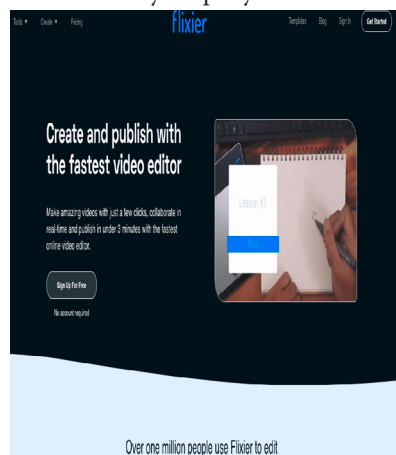 Tools ▼ Create ▼ Pricing flixier Templates Blog Sign In Get Started
Create and publish with
the fastest video editor
Make amazing videos with just a few clicks, collaborate in
real-time and publish in under 3 minutes with the fastest
online video editor.
Sign Up For Free
No account required
Lesson #1
Over one million people use Flixier to edit